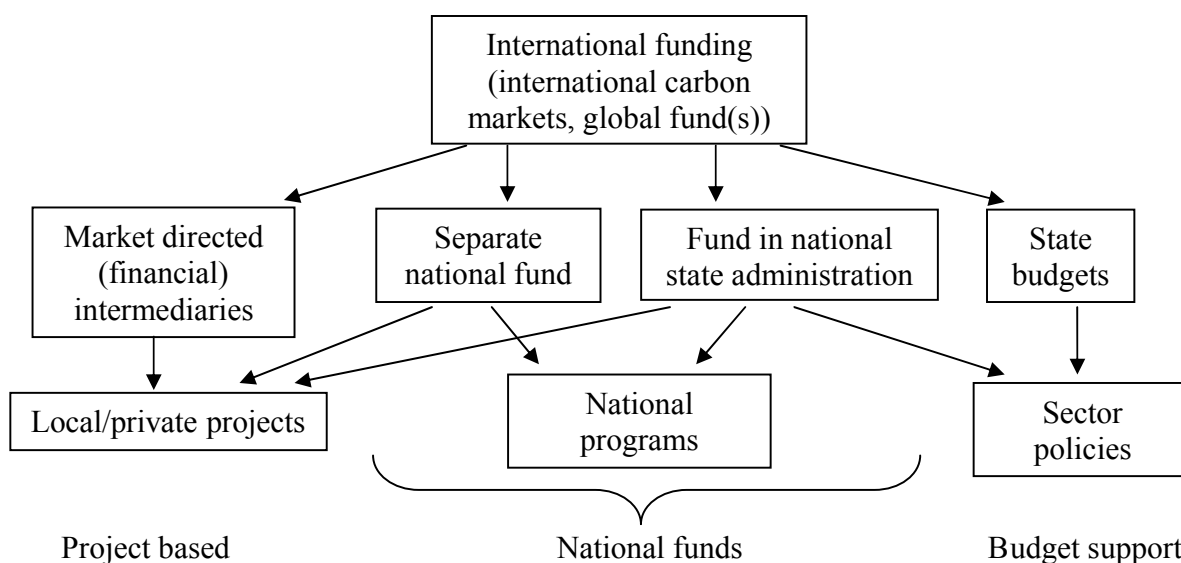 International funding
(international carbon
markets, global fund(s))
Market directed
(financial)
intermediaries
Separate
national fund
Fund in national
state administration
State
budgets
Local/private projects
National
programs
Sector
policies
Project based
National funds
Budget support